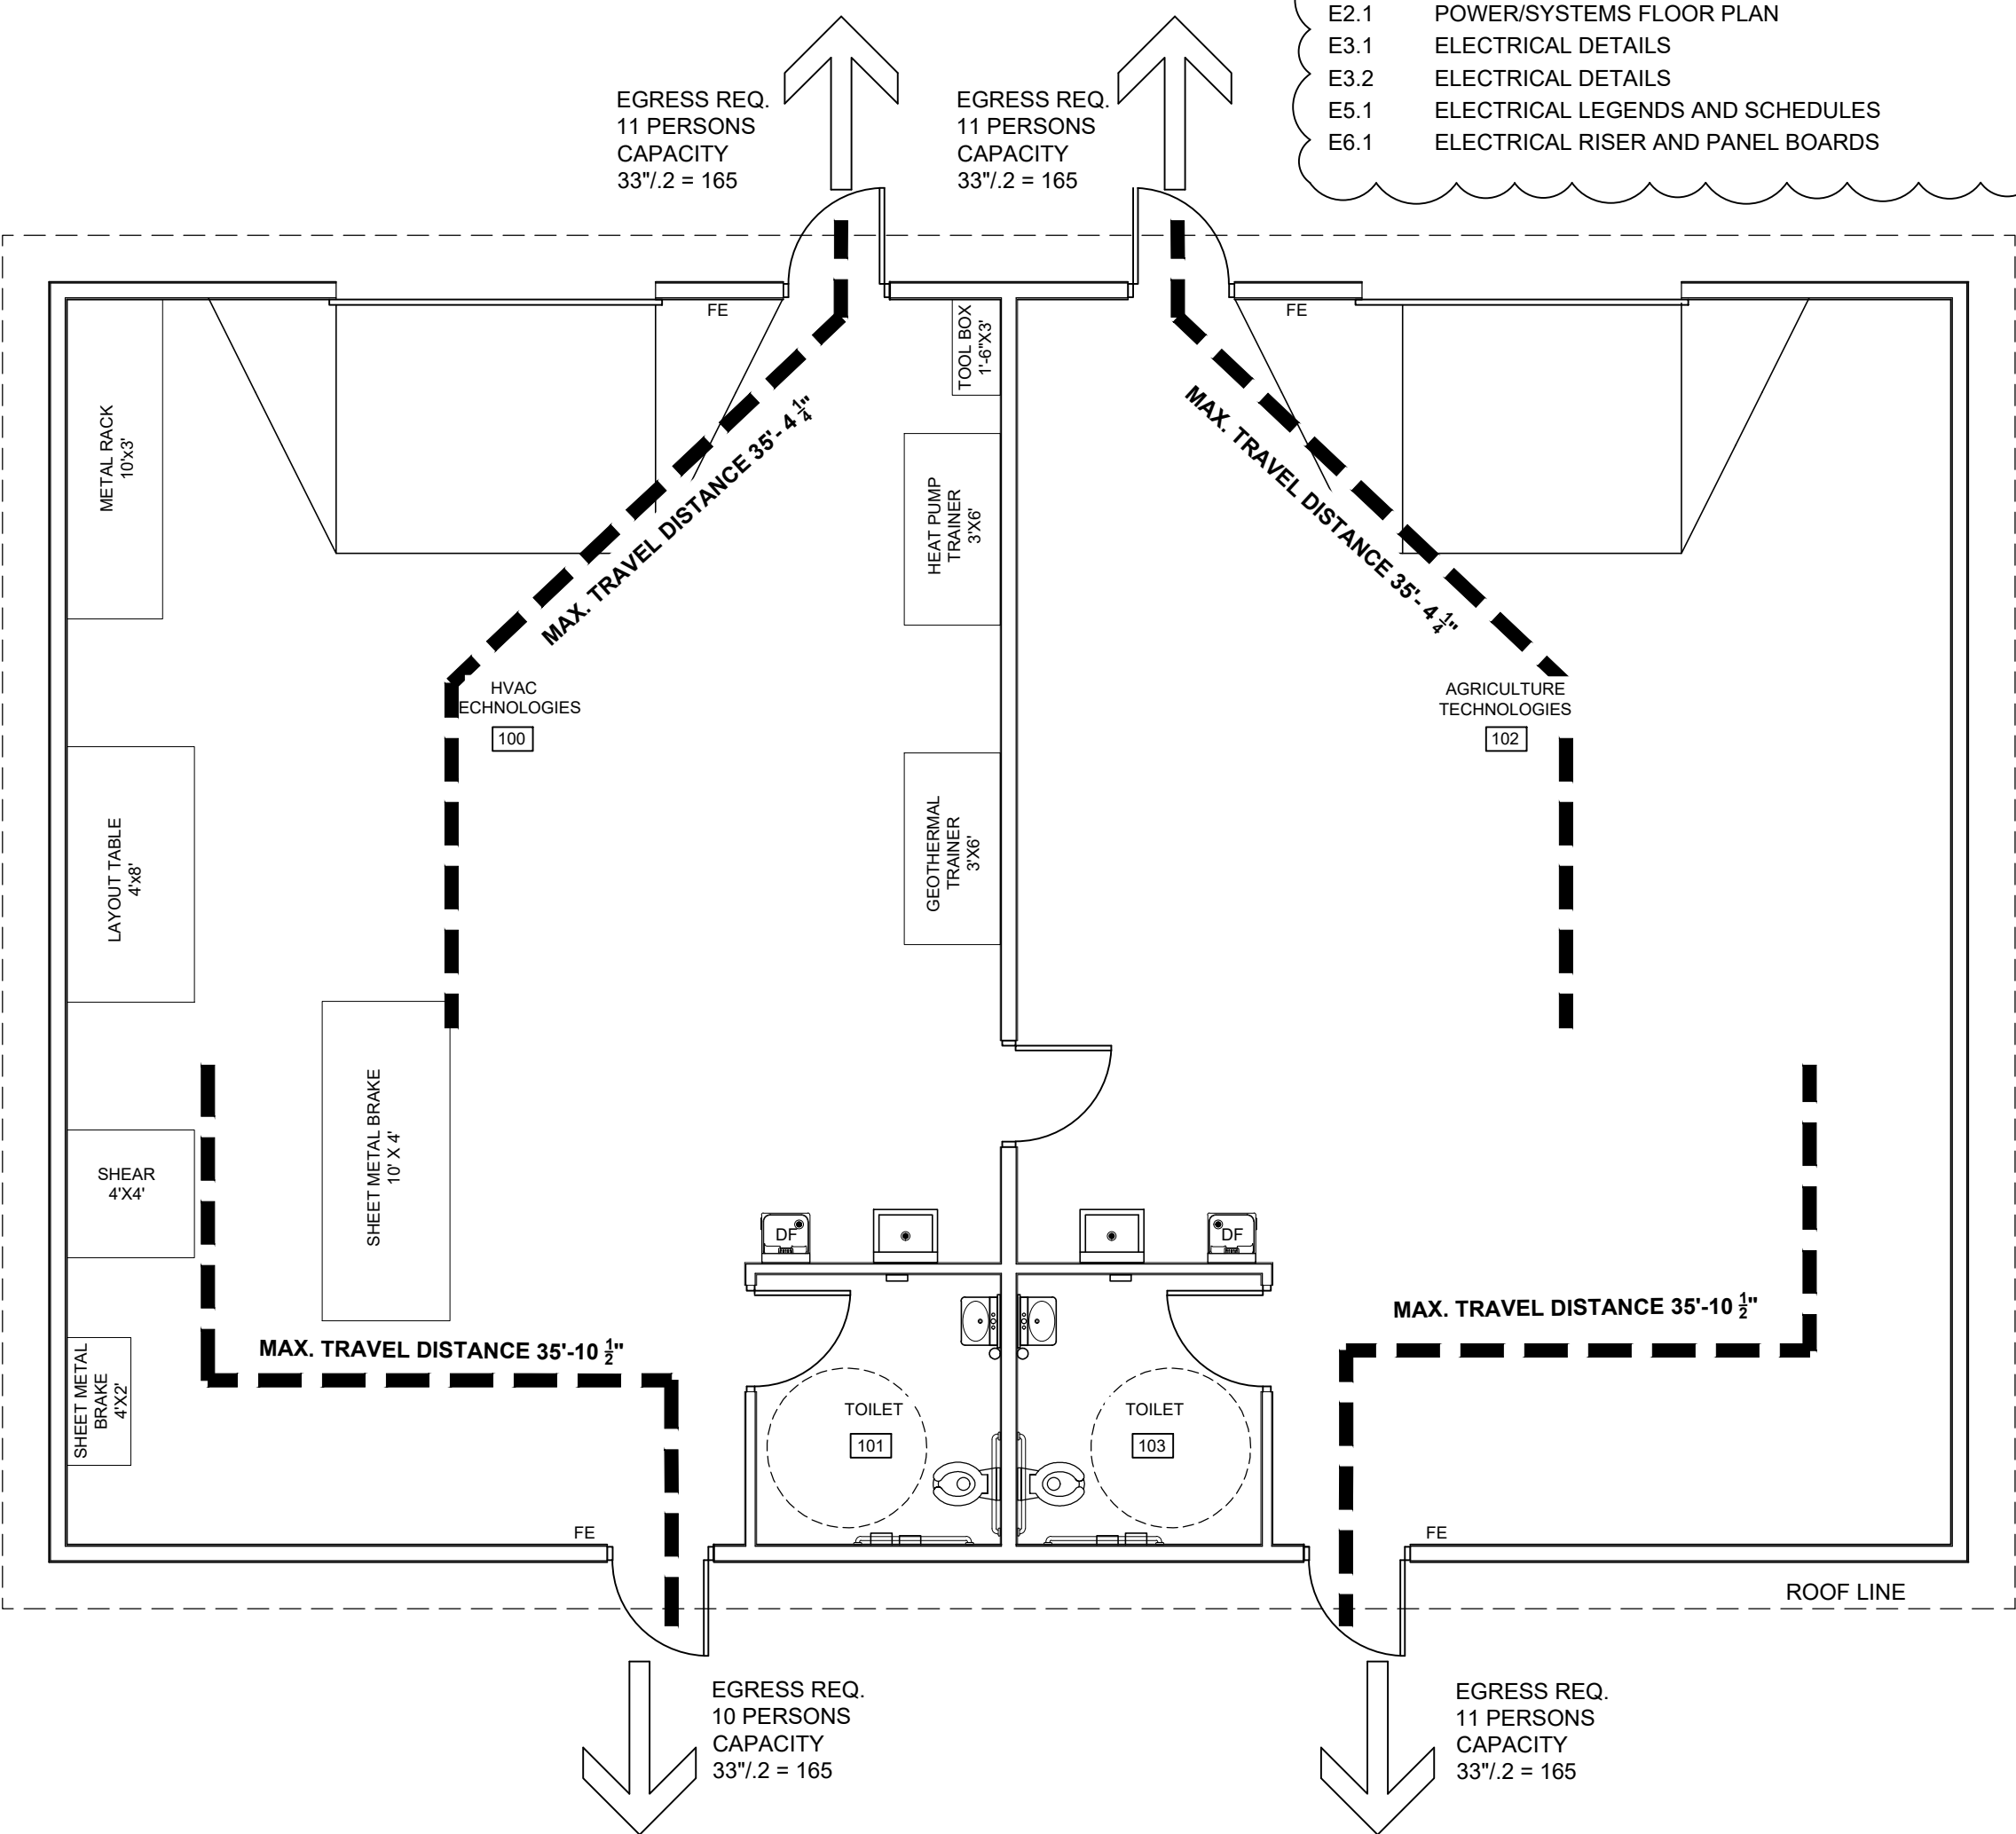 E2.1 POWER/SYSTEMS FLOOR PLAN
E3.1 ELECTRICAL DETAILS
E3.2 ELECTRICAL DETAILS
E5.1 ELECTRICAL LEGENDS AND SCHEDULES
E6.1 ELECTRICAL RISER AND PANEL BOARDS
EGRESS REQ.
11 PERSONS
CAPACITY
33"/.2 = 165
EGRESS REQ.
11 PERSONS
CAPACITY
33"/.2 = 165
FE
TOOL BOX
1'-6"X3'
FE
METAL RACK
10'x3'
MAX. TRAVEL DISTANCE 35'- 4 1/4"
MAX. TRAVEL DISTANCE 35'- 4 1/4"
HEAT PUMP
TRAINER
3'X6'
HVAC
ECHNOLOGIES
100
AGRICULTURE
TECHNOLOGIES
102
LAYOUT TABLE
4'x8'
GEOTHERMAL
TRAINER
3'X6'
SHEAR
4'X4'
SHEET METAL BRAKE
10' X 4'
DF
DF
SHEET METAL
BRAKE
4'X2'
MAX. TRAVEL DISTANCE 35'-10 1/2"
MAX. TRAVEL DISTANCE 35'-10 1/2"
TOILET
101
TOILET
103
FE
FE
ROOF LINE
EGRESS REQ.
10 PERSONS
CAPACITY
33"/.2 = 165
EGRESS REQ.
11 PERSONS
CAPACITY
33"/.2 = 165